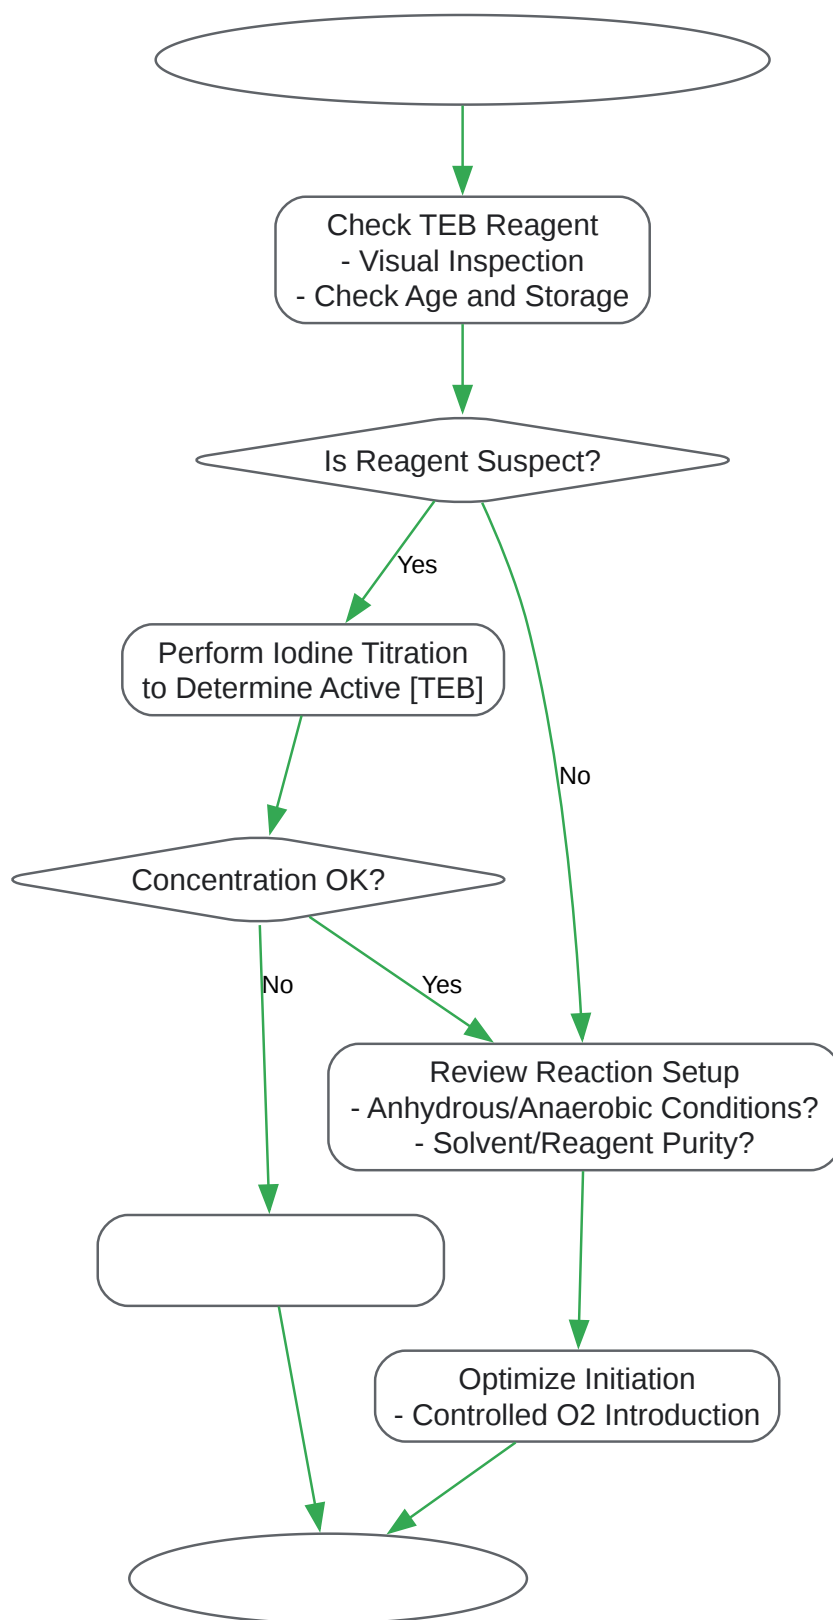 Check TEB Reagent
- Visual Inspection
- Check Age and Storage
Is Reagent Suspect?
Yes
Perform Iodine Titration
to Determine Active [TEB]
No
Concentration OK?
No
Yes
Review Reaction Setup
- Anhydrous/Anaerobic Conditions?
- Solvent/Reagent Purity?
Optimize Initiation
- Controlled O2 Introduction